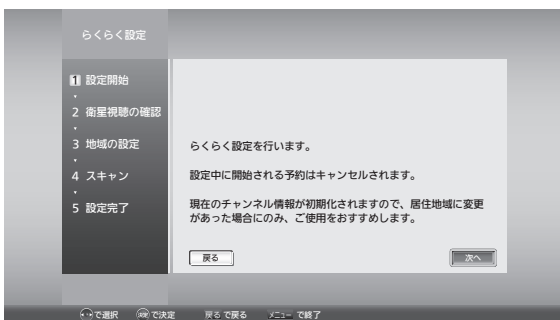 らくらく設定
1 設定開始
2 衛星視聴の確認
3 地域の設定
4 スキャン
5 設定完了
らくらく設定を行います。
設定中に開始される予約はキャンセルされます。
現在のチャンネル情報が初期化されますので、居住地域に変更
があった場合にのみ、ご使用をおすすめします。
戻る 次へ
で選択 で決定 戻る で戻る メニュー で終了